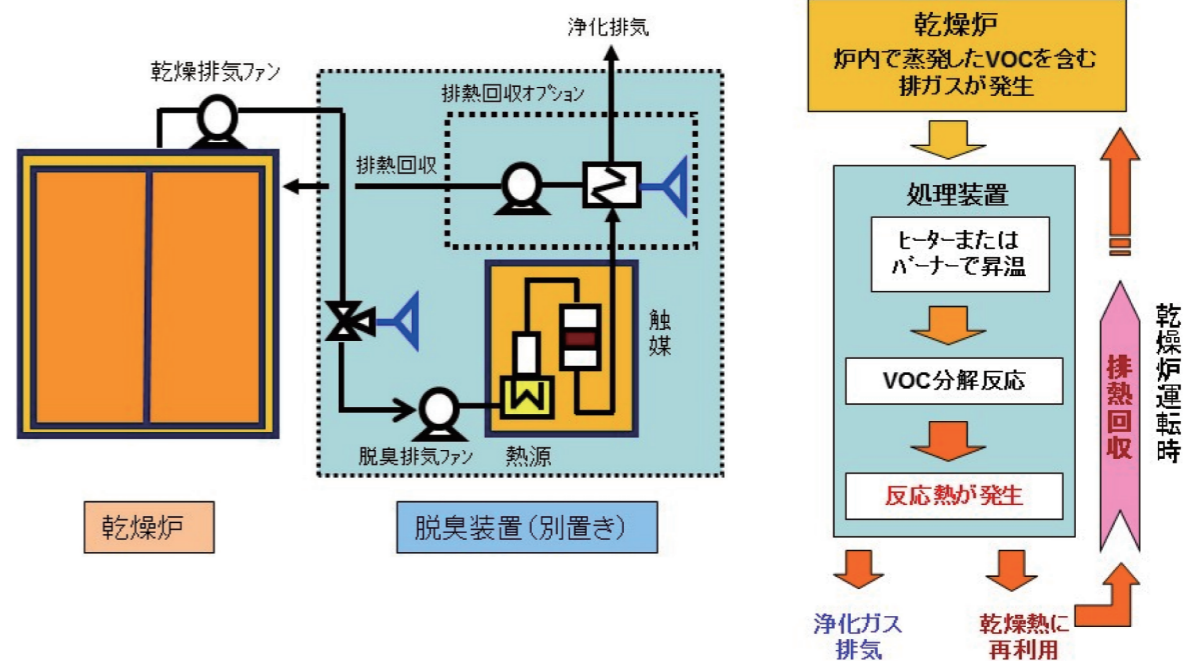 浄化排気
乾燥排気ファン
排熱回収オプション
排熱回収
触
媒
脱臭排気ファン
熱源
乾燥炉
脱臭装置(別置き)
乾燥炉
炉内で蒸発したVOCを含む
排ガスが発生
処理装置
ヒーターまたは
バーナーで昇温
VOC分解反応
反応熱が発生
排熱回収
乾燥炉運転時
浄化ガス
排気
乾燥熱に
再利用